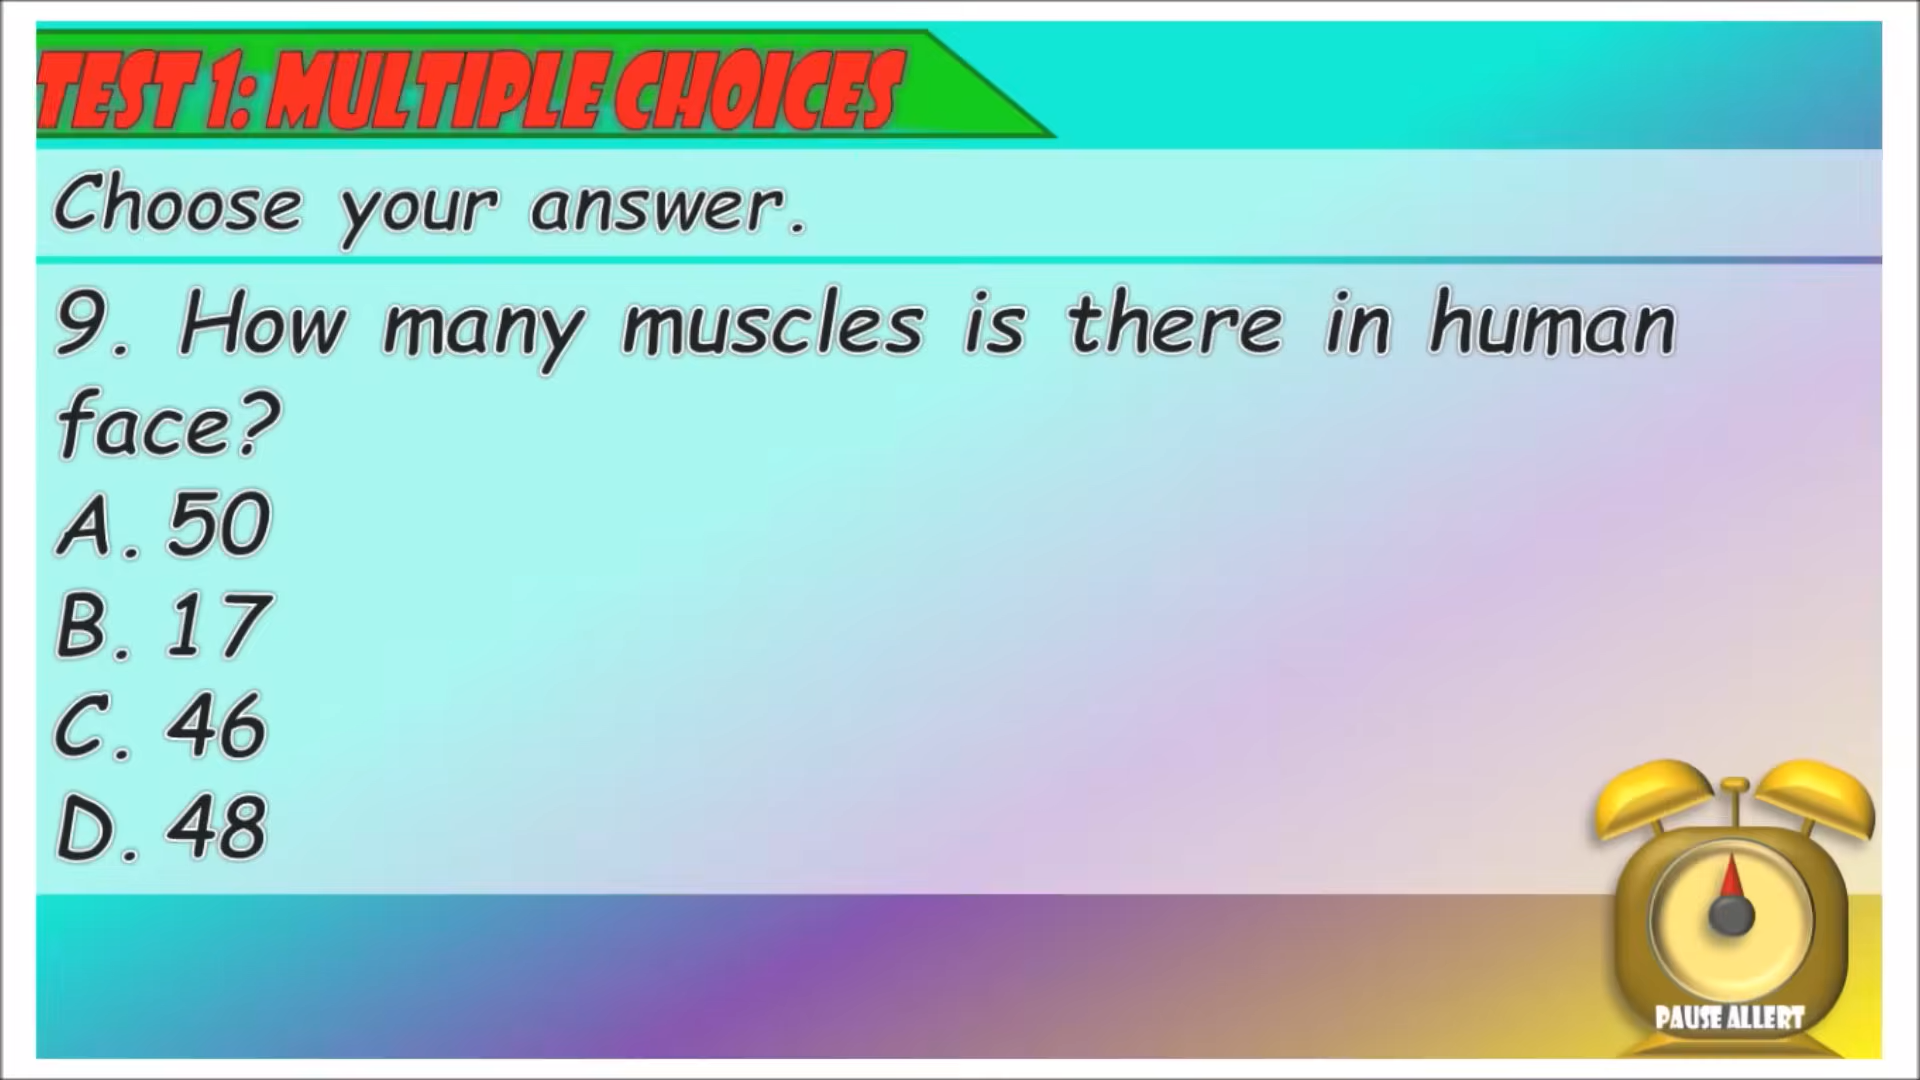 TEST 1: MULTIPLE CHOICES
Choose your answer.
9. How many muscles is there in human
face?
A. 50
B. 17
C. 46
D. 48
PAUSE ALLERT